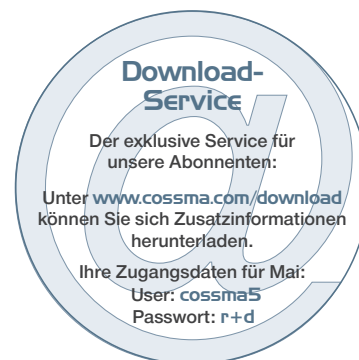 Download-
Service
Der exklusive Service für
unsere Abonnenten:
Unter www.cossma.com/download
können Sie sich Zusatzinformationen
herunterladen.
Ihre Zugangsdaten für Mai:
User: cossma5
Passwort: r+d